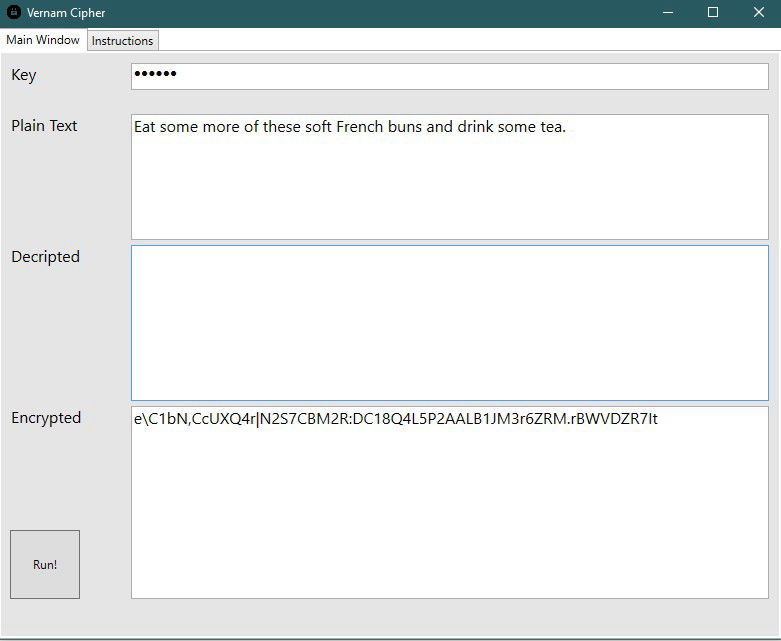 Vernam Cipher
Main Window Instructions
Key ••••••
Plain Text Eat some more of these soft French buns and drink some tea.
Decripted
Encrypted e\C1bN,CcUXQ4r|N2S7CBM2R:DC18Q4L5P2AALB1JM3r6ZRM.rBWVDZR7It
Run!